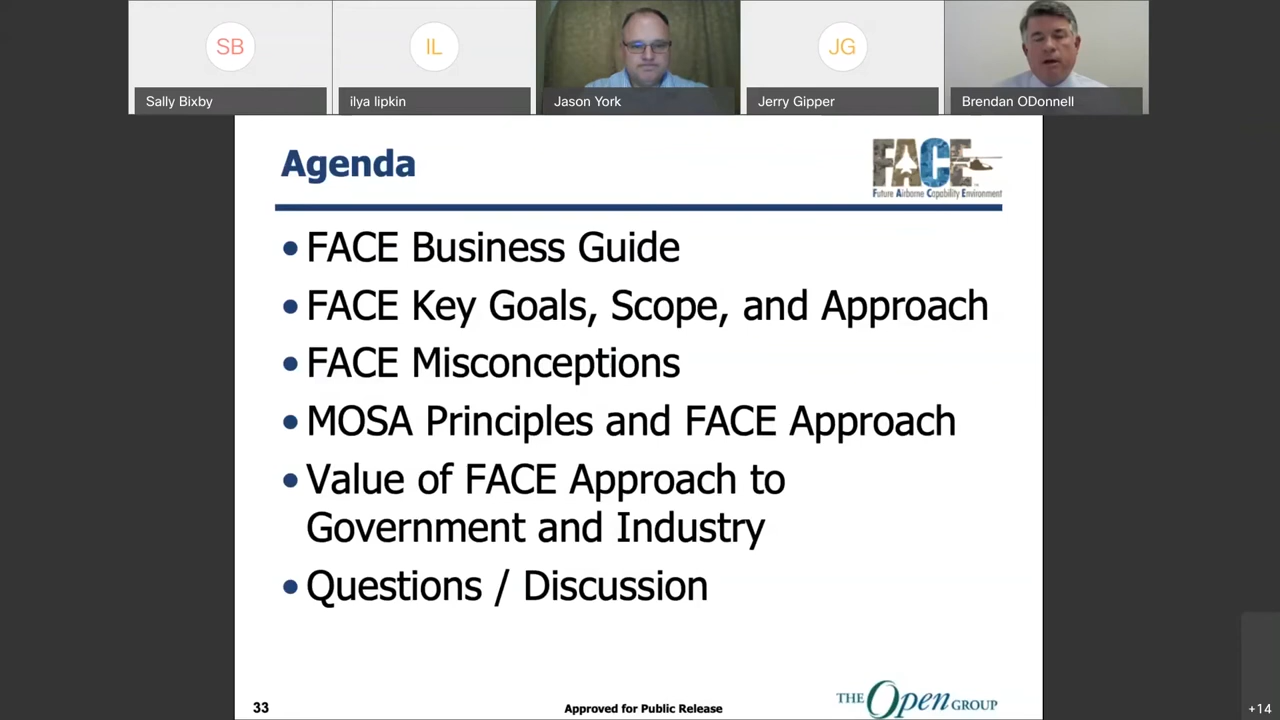 SB
IL
JG
Sally Bixby
ilya lipkin
Jason York
Jerry Gipper
Brendan ODonnell
Agenda
FACE
Future Airborne Capability Environment
• FACE Business Guide
• FACE Key Goals, Scope, and Approach
• FACE Misconceptions
• MOSA Principles and FACE Approach
• Value of FACE Approach to
Government and Industry
• Questions / Discussion
33
Approved for Public Release
THE Open GROUP
+14